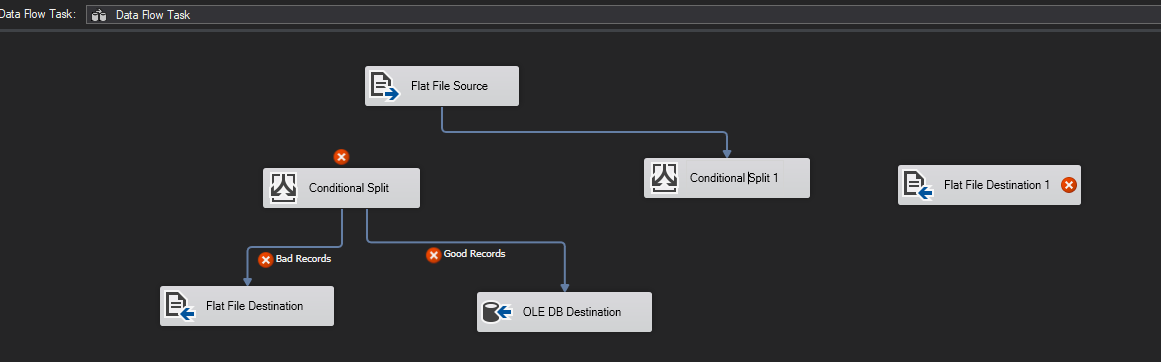 Data Flow Task: Data Flow Task
Flat File Source
Conditional Split
Conditional Split 1
Flat File Destination 1
Bad Records
Good Records
Flat File Destination
OLE DB Destination